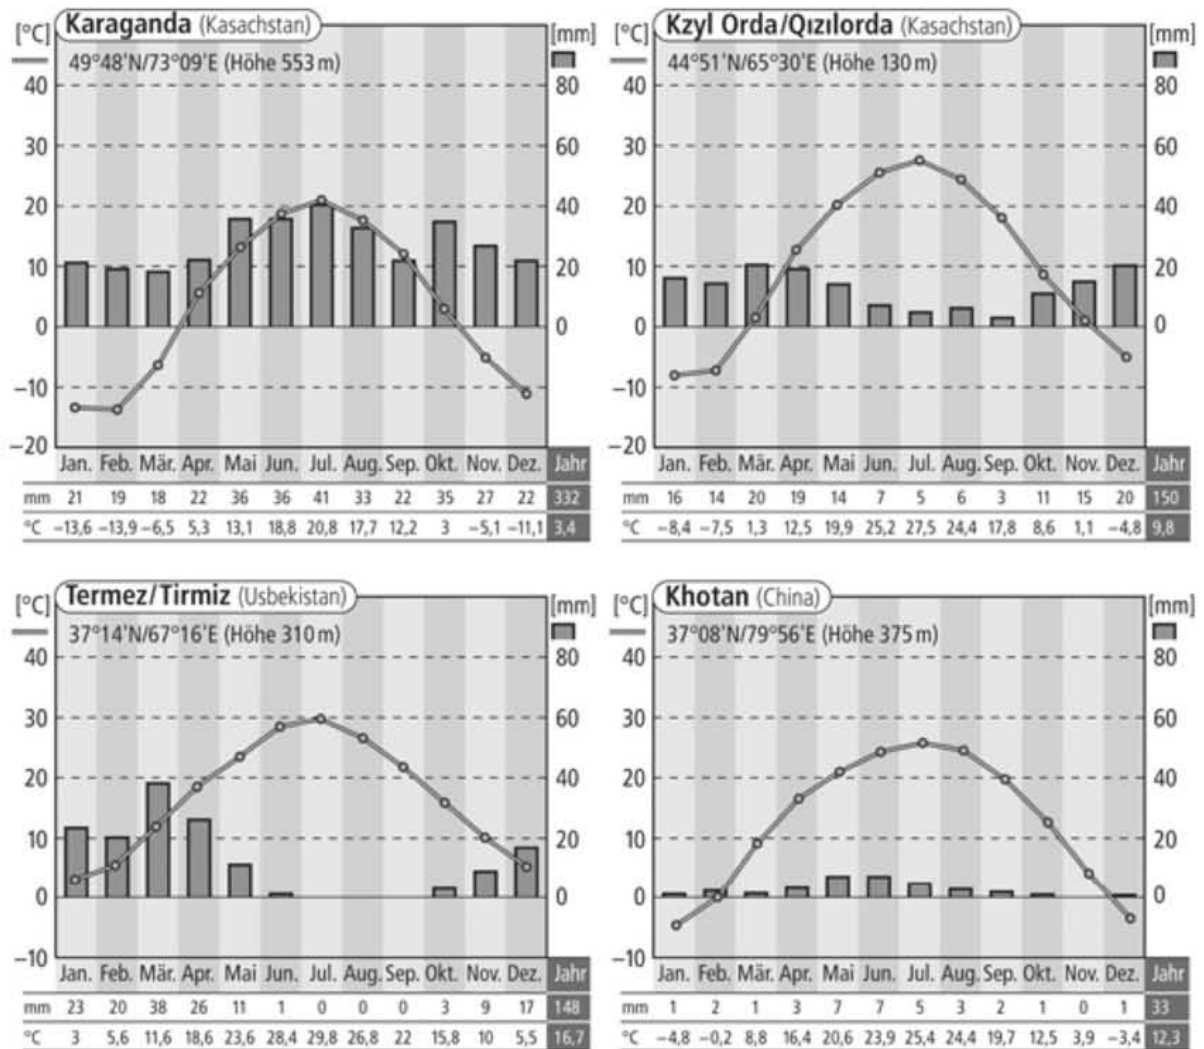 Karaganda (Kasachstan)
[°C] [mm]
49°48'N/73°09'E (Höhe 553 m)
40 80
30 60
20 40
10 20
0 0
–10
–20
Jan. Feb. Mär. Apr. Mai Jun. Jul. Aug. Sep. Okt. Nov. Dez. Jahr
mm 21 19 18 22 36 36 41 33 22 35 27 22 332
°C –13,6 –13,9 –6,5 5,3 13,1 18,8 20,8 17,7 12,2 3 –5,1 –11,1 3,4
Kzyl Orda/Qızılorda (Kasachstan)
[°C] [mm]
44°51'N/65°30'E (Höhe 130 m)
40 80
30 60
20 40
10 20
0 0
–10
–20
Jan. Feb. Mär. Apr. Mai Jun. Jul. Aug. Sep. Okt. Nov. Dez. Jahr
mm 16 14 20 19 14 7 5 6 3 11 15 20 150
°C –8,4 –7,5 1,3 12,5 19,9 25,2 27,5 24,4 17,8 8,6 1,1 –4,8 9,8
Termez/Tirmiz (Usbekistan)
[°C] [mm]
37°14'N/67°16'E (Höhe 310 m)
40 80
30 60
20 40
10 20
0 0
–10
Jan. Feb. Mär. Apr. Mai Jun. Jul. Aug. Sep. Okt. Nov. Dez. Jahr
mm 23 20 38 26 11 1 0 0 0 3 9 17 148
°C 3 5,6 11,6 18,6 23,6 28,4 29,8 26,8 22 15,8 10 5,5 16,7
Khotan (China)
[°C] [mm]
37°08'N/79°56'E (Höhe 375 m)
40 80
30 60
20 40
10 20
0 0
–10
Jan. Feb. Mär. Apr. Mai Jun. Jul. Aug. Sep. Okt. Nov. Dez. Jahr
mm 1 2 1 3 7 7 5 3 2 1 0 1 33
°C –4,8 –0,2 8,8 16,4 20,6 23,9 25,4 24,4 19,7 12,5 3,9 –3,4 12,3